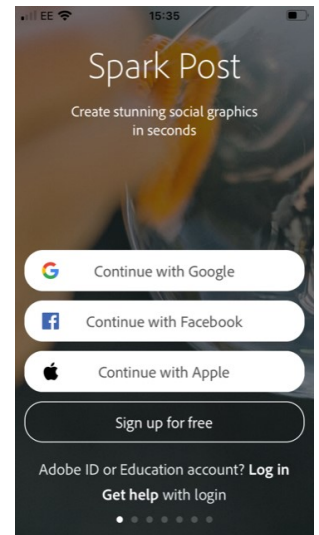 EE 15:35
Spark Post
Create stunning social graphics
in seconds
Continue with Google
Continue with Facebook
Continue with Apple
Sign up for free
Adobe ID or Education account? Log in
Get help with login